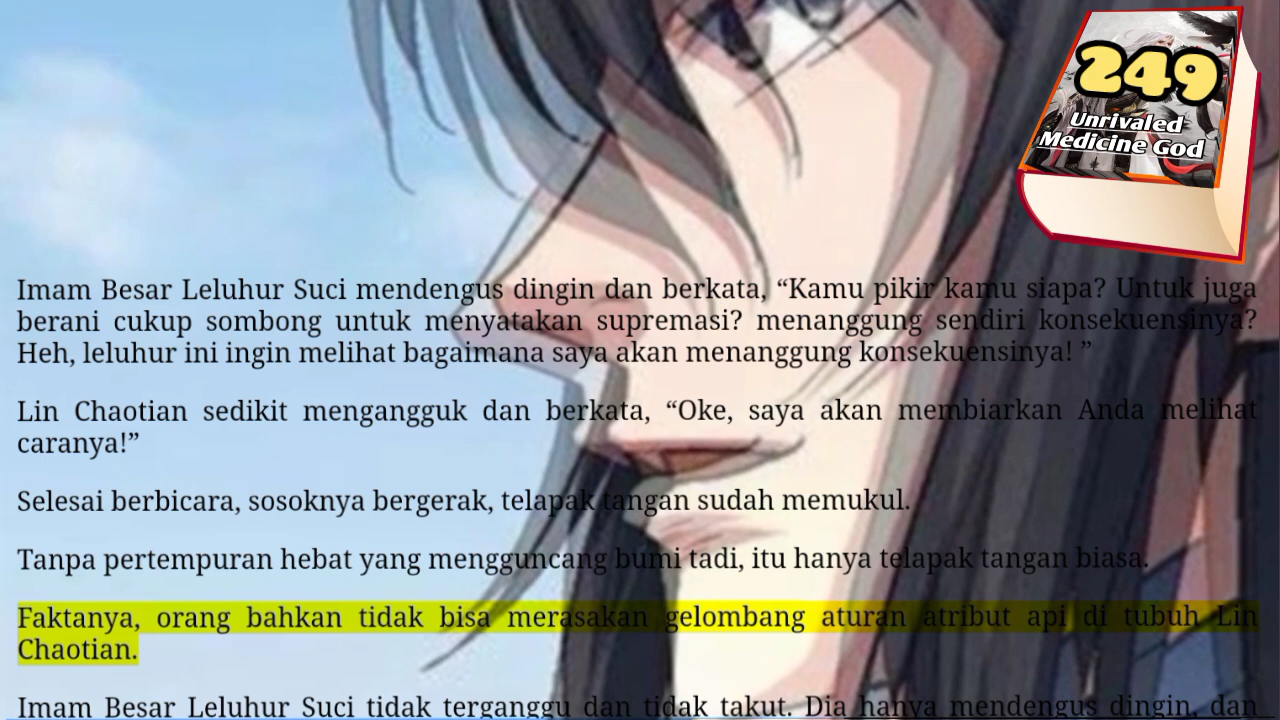 249
Unrivaled
Medicine God
Imam Besar Leluhur Suci mendengus dingin dan berkata, “Kamu pikir kamu siapa? Untuk juga
berani cukup sombong untuk menyatakan supremasi? menanggung sendiri konsekuensinya?
Heh, leluhur ini ingin melihat bagaimana saya akan menanggung konsekuensinya! ”
Lin Chaotian sedikit mengangguk dan berkata, “Oke, saya akan membiarkan Anda melihat
caranya!”
Selesai berbicara, sosoknya bergerak, telapak tangan sudah memukul.
Tanpa pertempuran hebat yang mengguncang bumi tadi, itu hanya telapak tangan biasa.
Faktanya, orang bahkan tidak bisa merasakan gelombang aturan atribut api di tubuh Lin
Chaotian.
Imam Besar Leluhur Suci tidak terganggu dan tidak takut. Dia hanya mendengus dingin, dan